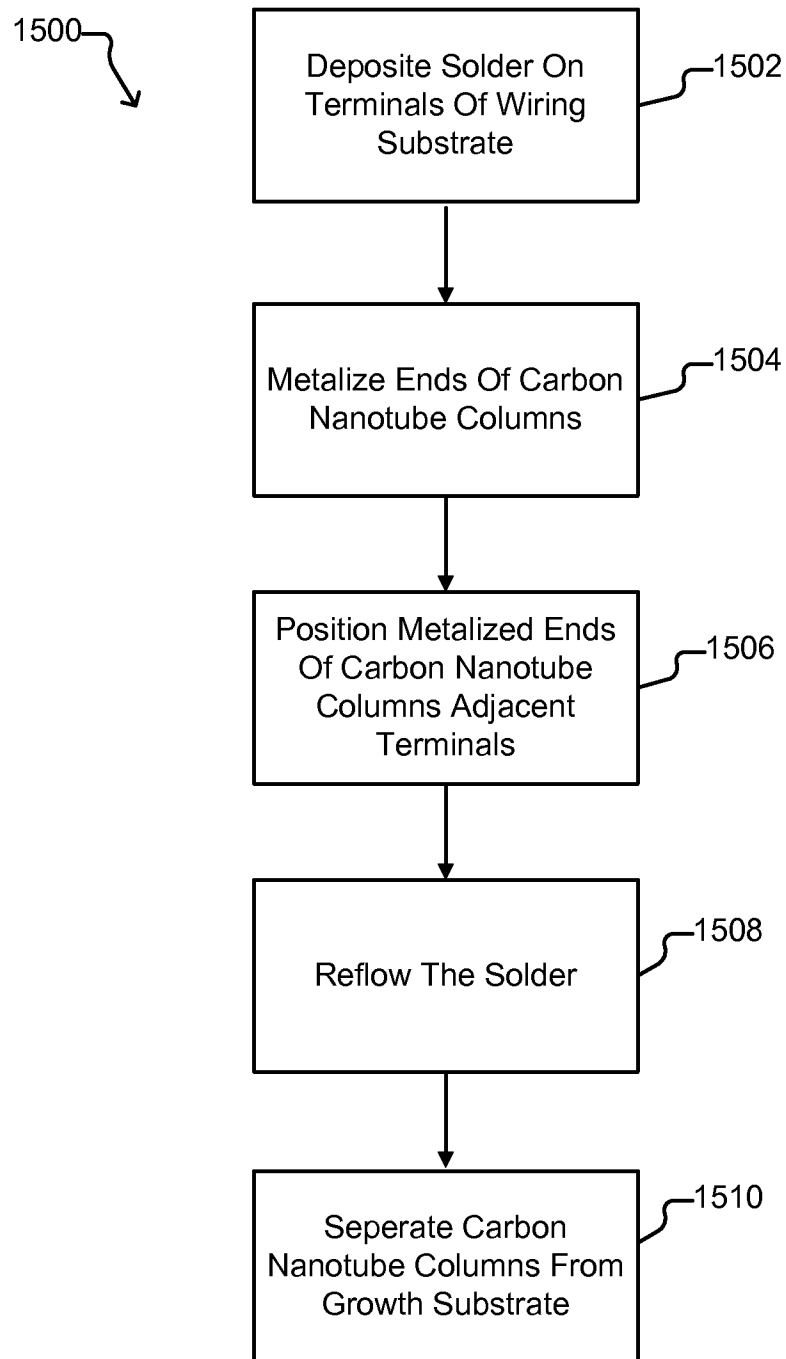 1500
Deposite Solder On
Terminals Of Wiring
Substrate
1502
Metalize Ends Of Carbon
Nanotube Columns
1504
Position Metalized Ends
Of Carbon Nanotube
Columns Adjacent
Terminals
1506
Reflow The Solder
1508
Seperate Carbon
Nanotube Columns From
Growth Substrate
1510